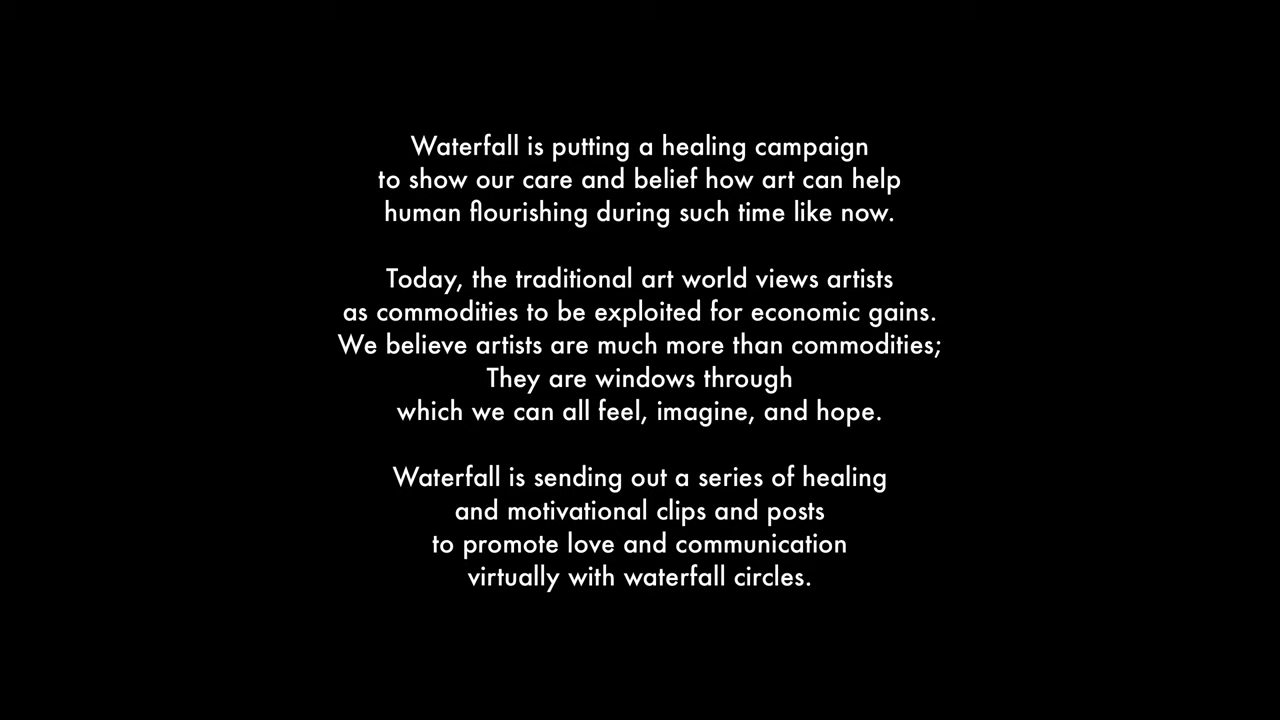 Waterfall is putting a healing campaign
to show our care and belief how art can help
human flourishing during such time like now.
Today, the traditional art world views artists
as commodities to be exploited for economic gains.
We believe artists are much more than commodities;
They are windows through
which we can all feel, imagine, and hope.
Waterfall is sending out a series of healing
and motivational clips and posts
to promote love and communication
virtually with waterfall circles.